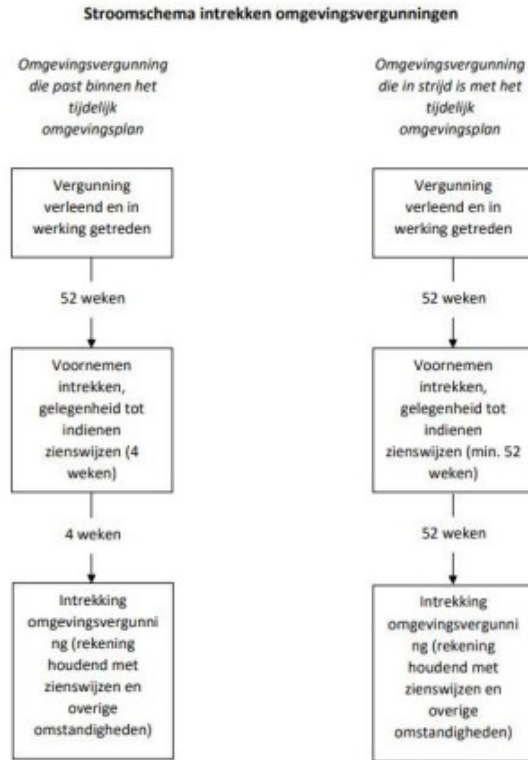 Stroomschema intrekken omgevingsvergunningen
Omgevingsvergunning
die past binnen het
tijdelijk
omgevingsplan
Vergunning
verleend en in
werking getreden
52 weken
Voornemen
intrekken,
gelegenheid tot
indienen
zienswijzen (4
weken)
4 weken
Intrekking
omgevingsvergunni
ng (rekening
houdend met
zienswijzen en
overige
omstandigheden)
Omgevingsvergunning
die in strijd is met het
tijdelijk
omgevingsplan
Vergunning
verleend en in
werking getreden
52 weken
Voornemen
intrekken,
gelegenheid tot
indienen
zienswijzen (min. 52
weken)
52 weken
Intrekking
omgevingsvergunni
ng (rekening
houdend met
zienswijzen en
overige
omstandigheden)